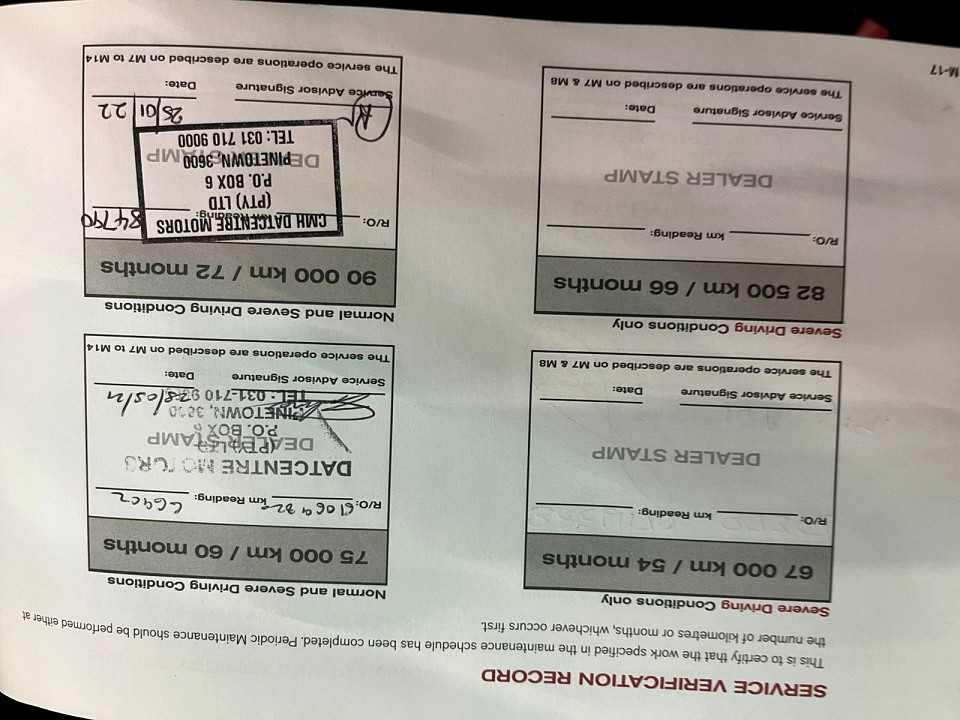 SERVICE VERIFICATION RECORD
This is to certify that the work specified in the maintenance schedule has been completed. Periodic Maintenance should be performed either at
the number of kilometres or months, whichever occurs first.
Severe Driving Conditions only
67 000 km / 54 months
R/O: km Reading:
DEALER STAMP
Service Advisor Signature Date:
The service operations are described on M7 & M8
Normal and Severe Driving Conditions
75 000 km / 60 months
R/O: km Reading:
DEALER STAMP
DATCENTRE MOTORS
(PTY) LTD
P.O. BOX 6
PINETOWN, 3600
TEL: 031-710
Service Advisor Signature Date:
The service operations are described on M7 to M14
Severe Driving Conditions only
82 500 km / 66 months
R/O: km Reading:
DEALER STAMP
Service Advisor Signature Date:
The service operations are described on M7 & M8
Normal and Severe Driving Conditions
90 000 km / 72 months
R/O: km Reading: 84790
DEALER STAMP
CMH DATCENTRE MOTORS
(PTY) LTD
P.O. BOX 6
PINETOWN, 3600
TEL: 031 710 9000
25/01/22
Service Advisor Signature Date:
The service operations are described on M7 to M14
M-17